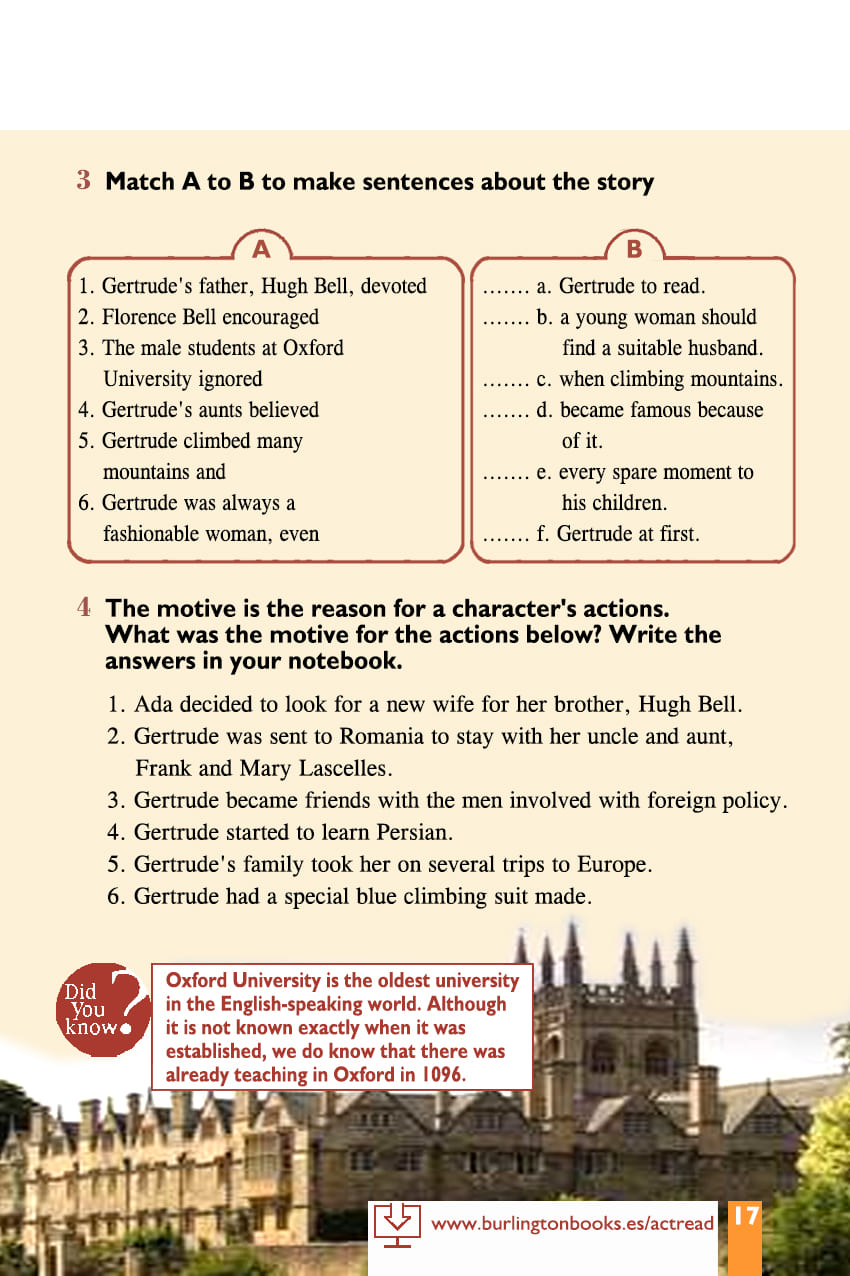 3 Match A to B to make sentences about the story
A
1. Gertrude's father, Hugh Bell, devoted
2. Florence Bell encouraged
3. The male students at Oxford
University ignored
4. Gertrude's aunts believed
5. Gertrude climbed many
mountains and
6. Gertrude was always a
fashionable woman, even
B
....... a. Gertrude to read.
....... b. a young woman should
find a suitable husband.
....... c. when climbing mountains.
....... d. became famous because
of it.
....... e. every spare moment to
his children.
....... f. Gertrude at first.
4 The motive is the reason for a character's actions.
What was the motive for the actions below? Write the
answers in your notebook.
1. Ada decided to look for a new wife for her brother, Hugh Bell.
2. Gertrude was sent to Romania to stay with her uncle and aunt,
Frank and Mary Lascelles.
3. Gertrude became friends with the men involved with foreign policy.
4. Gertrude started to learn Persian.
5. Gertrude's family took her on several trips to Europe.
6. Gertrude had a special blue climbing suit made.
Did
You
know?
Oxford University is the oldest university
in the English-speaking world. Although
it is not known exactly when it was
established, we do know that there was
already teaching in Oxford in 1096.
www.burlingtonbooks.es/actread
17